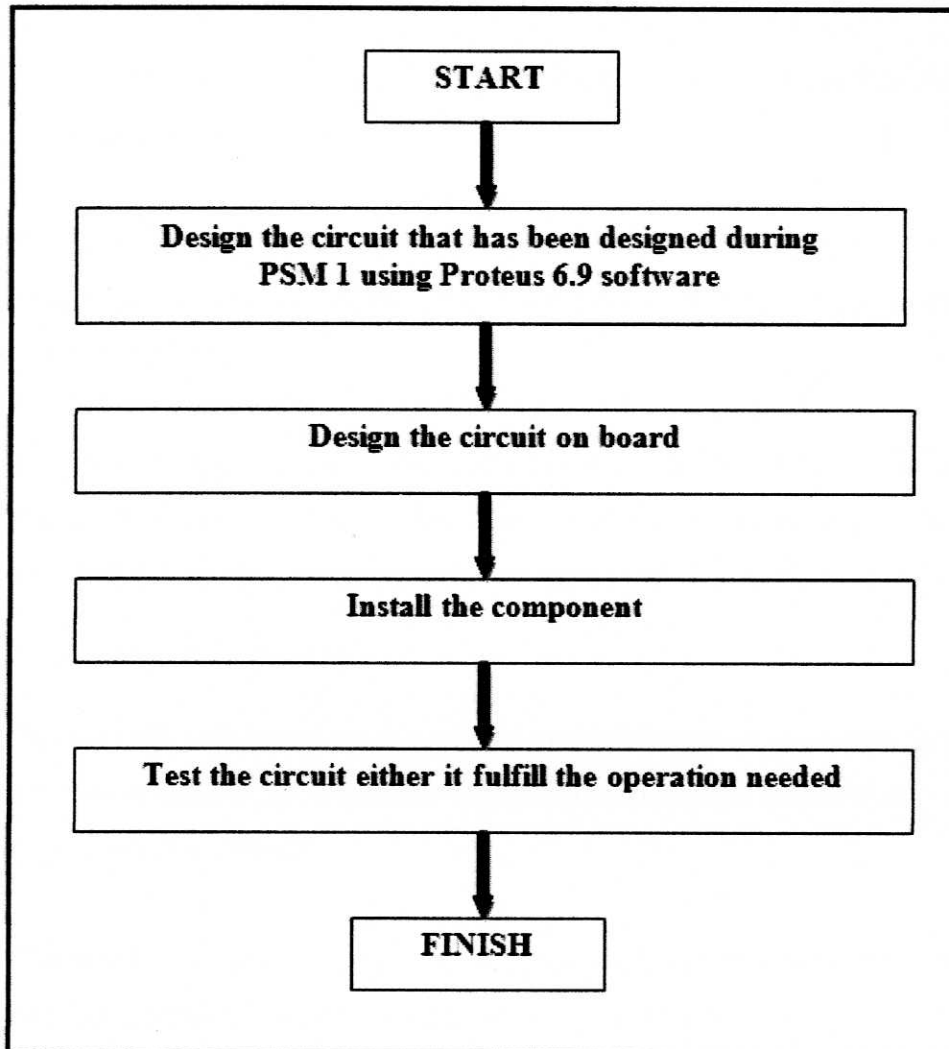 START
Design the circuit that has been designed during
PSM 1 using Proteus 6.9 software
Design the circuit on board
Install the component
Test the circuit either it fulfill the operation needed
FINISH